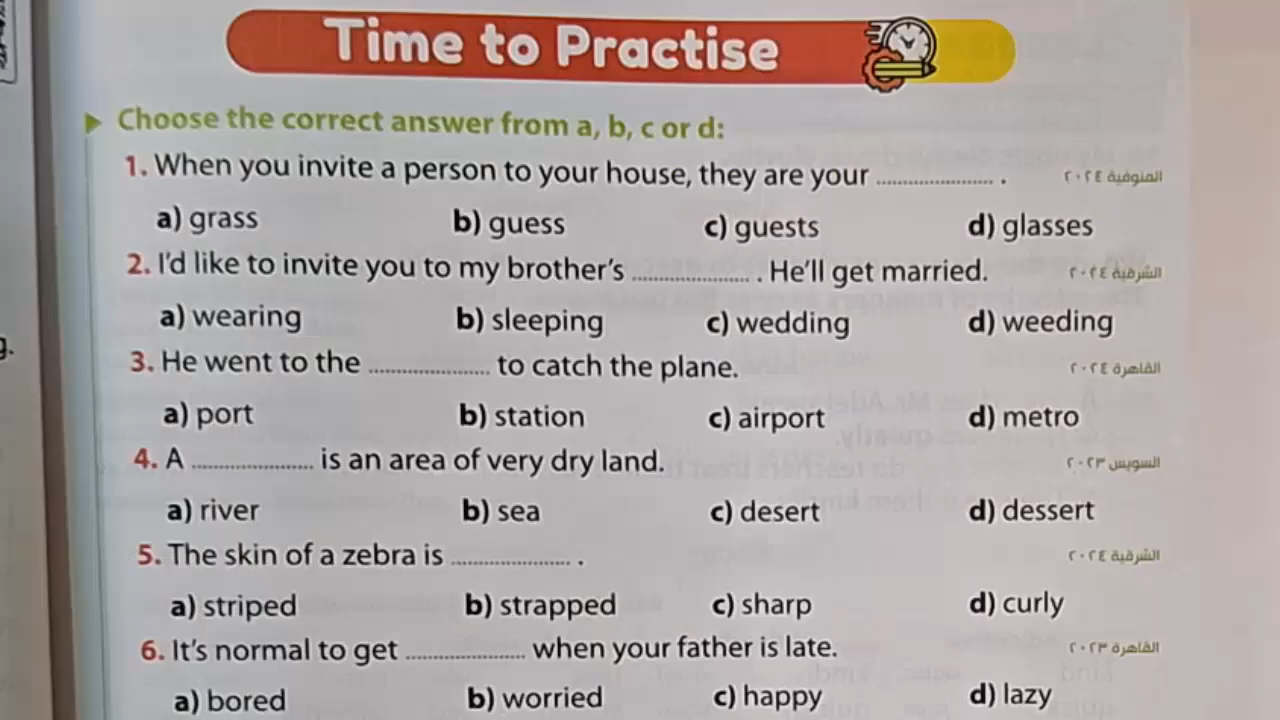 Time to Practise
Choose the correct answer from a, b, c or d:
1. When you invite a person to your house, they are your ........................ . المنوفية ٢٠٢٤
a) grass b) guess c) guests d) glasses
2. I'd like to invite you to my brother's ........................ . He'll get married. الشرقية ٢٠٢٤
a) wearing b) sleeping c) wedding d) weeding
3. He went to the ........................ to catch the plane. القاهرة ٢٠٢٤
a) port b) station c) airport d) metro
4. A ........................ is an area of very dry land. السويس ٢٠٢٣
a) river b) sea c) desert d) dessert
5. The skin of a zebra is ........................ . الشرقية ٢٠٢٤
a) striped b) strapped c) sharp d) curly
6. It's normal to get ........................ when your father is late. القاهرة ٢٠٢٣
a) bored b) worried c) happy d) lazy